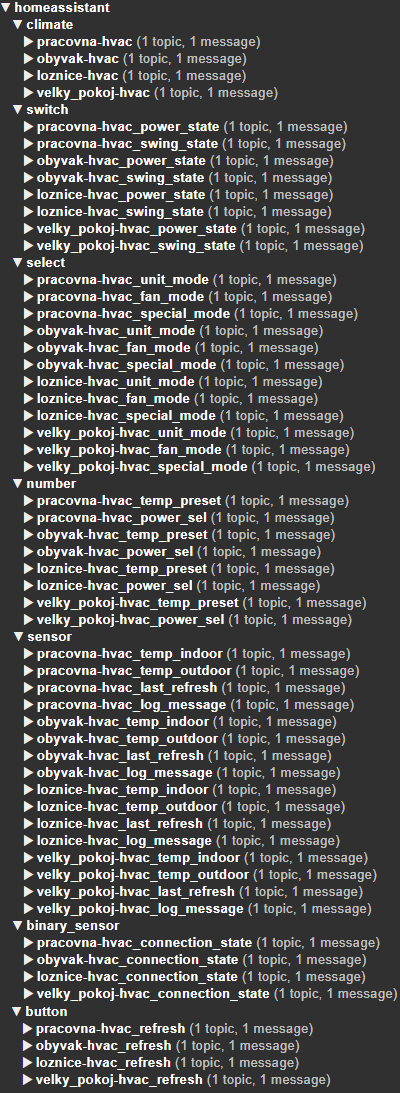 ▼ homeassistant
▼ climate
▶ pracovna-hvac (1 topic, 1 message)
▶ obyvak-hvac (1 topic, 1 message)
▶ loznice-hvac (1 topic, 1 message)
▶ velky_pokoj-hvac (1 topic, 1 message)
▼ switch
▶ pracovna-hvac_power_state (1 topic, 1 message)
▶ pracovna-hvac_swing_state (1 topic, 1 message)
▶ obyvak-hvac_power_state (1 topic, 1 message)
▶ obyvak-hvac_swing_state (1 topic, 1 message)
▶ loznice-hvac_power_state (1 topic, 1 message)
▶ loznice-hvac_swing_state (1 topic, 1 message)
▶ velky_pokoj-hvac_power_state (1 topic, 1 message)
▶ velky_pokoj-hvac_swing_state (1 topic, 1 message)
▼ select
▶ pracovna-hvac_unit_mode (1 topic, 1 message)
▶ pracovna-hvac_fan_mode (1 topic, 1 message)
▶ pracovna-hvac_special_mode (1 topic, 1 message)
▶ obyvak-hvac_unit_mode (1 topic, 1 message)
▶ obyvak-hvac_fan_mode (1 topic, 1 message)
▶ obyvak-hvac_special_mode (1 topic, 1 message)
▶ loznice-hvac_unit_mode (1 topic, 1 message)
▶ loznice-hvac_fan_mode (1 topic, 1 message)
▶ loznice-hvac_special_mode (1 topic, 1 message)
▶ velky_pokoj-hvac_unit_mode (1 topic, 1 message)
▶ velky_pokoj-hvac_fan_mode (1 topic, 1 message)
▶ velky_pokoj-hvac_special_mode (1 topic, 1 message)
▼ number
▶ pracovna-hvac_temp_preset (1 topic, 1 message)
▶ pracovna-hvac_power_sel (1 topic, 1 message)
▶ obyvak-hvac_temp_preset (1 topic, 1 message)
▶ obyvak-hvac_power_sel (1 topic, 1 message)
▶ loznice-hvac_temp_preset (1 topic, 1 message)
▶ loznice-hvac_power_sel (1 topic, 1 message)
▶ velky_pokoj-hvac_temp_preset (1 topic, 1 message)
▶ velky_pokoj-hvac_power_sel (1 topic, 1 message)
▼ sensor
▶ pracovna-hvac_temp_indoor (1 topic, 1 message)
▶ pracovna-hvac_temp_outdoor (1 topic, 1 message)
▶ pracovna-hvac_last_refresh (1 topic, 1 message)
▶ pracovna-hvac_log_message (1 topic, 1 message)
▶ obyvak-hvac_temp_indoor (1 topic, 1 message)
▶ obyvak-hvac_temp_outdoor (1 topic, 1 message)
▶ obyvak-hvac_last_refresh (1 topic, 1 message)
▶ obyvak-hvac_log_message (1 topic, 1 message)
▶ loznice-hvac_temp_indoor (1 topic, 1 message)
▶ loznice-hvac_temp_outdoor (1 topic, 1 message)
▶ loznice-hvac_last_refresh (1 topic, 1 message)
▶ loznice-hvac_log_message (1 topic, 1 message)
▶ velky_pokoj-hvac_temp_indoor (1 topic, 1 message)
▶ velky_pokoj-hvac_temp_outdoor (1 topic, 1 message)
▶ velky_pokoj-hvac_last_refresh (1 topic, 1 message)
▶ velky_pokoj-hvac_log_message (1 topic, 1 message)
▼ binary_sensor
▶ pracovna-hvac_connection_state (1 topic, 1 message)
▶ obyvak-hvac_connection_state (1 topic, 1 message)
▶ loznice-hvac_connection_state (1 topic, 1 message)
▶ velky_pokoj-hvac_connection_state (1 topic, 1 message)
▼ button
▶ pracovna-hvac_refresh (1 topic, 1 message)
▶ obyvak-hvac_refresh (1 topic, 1 message)
▶ loznice-hvac_refresh (1 topic, 1 message)
▶ velky_pokoj-hvac_refresh (1 topic, 1 message)